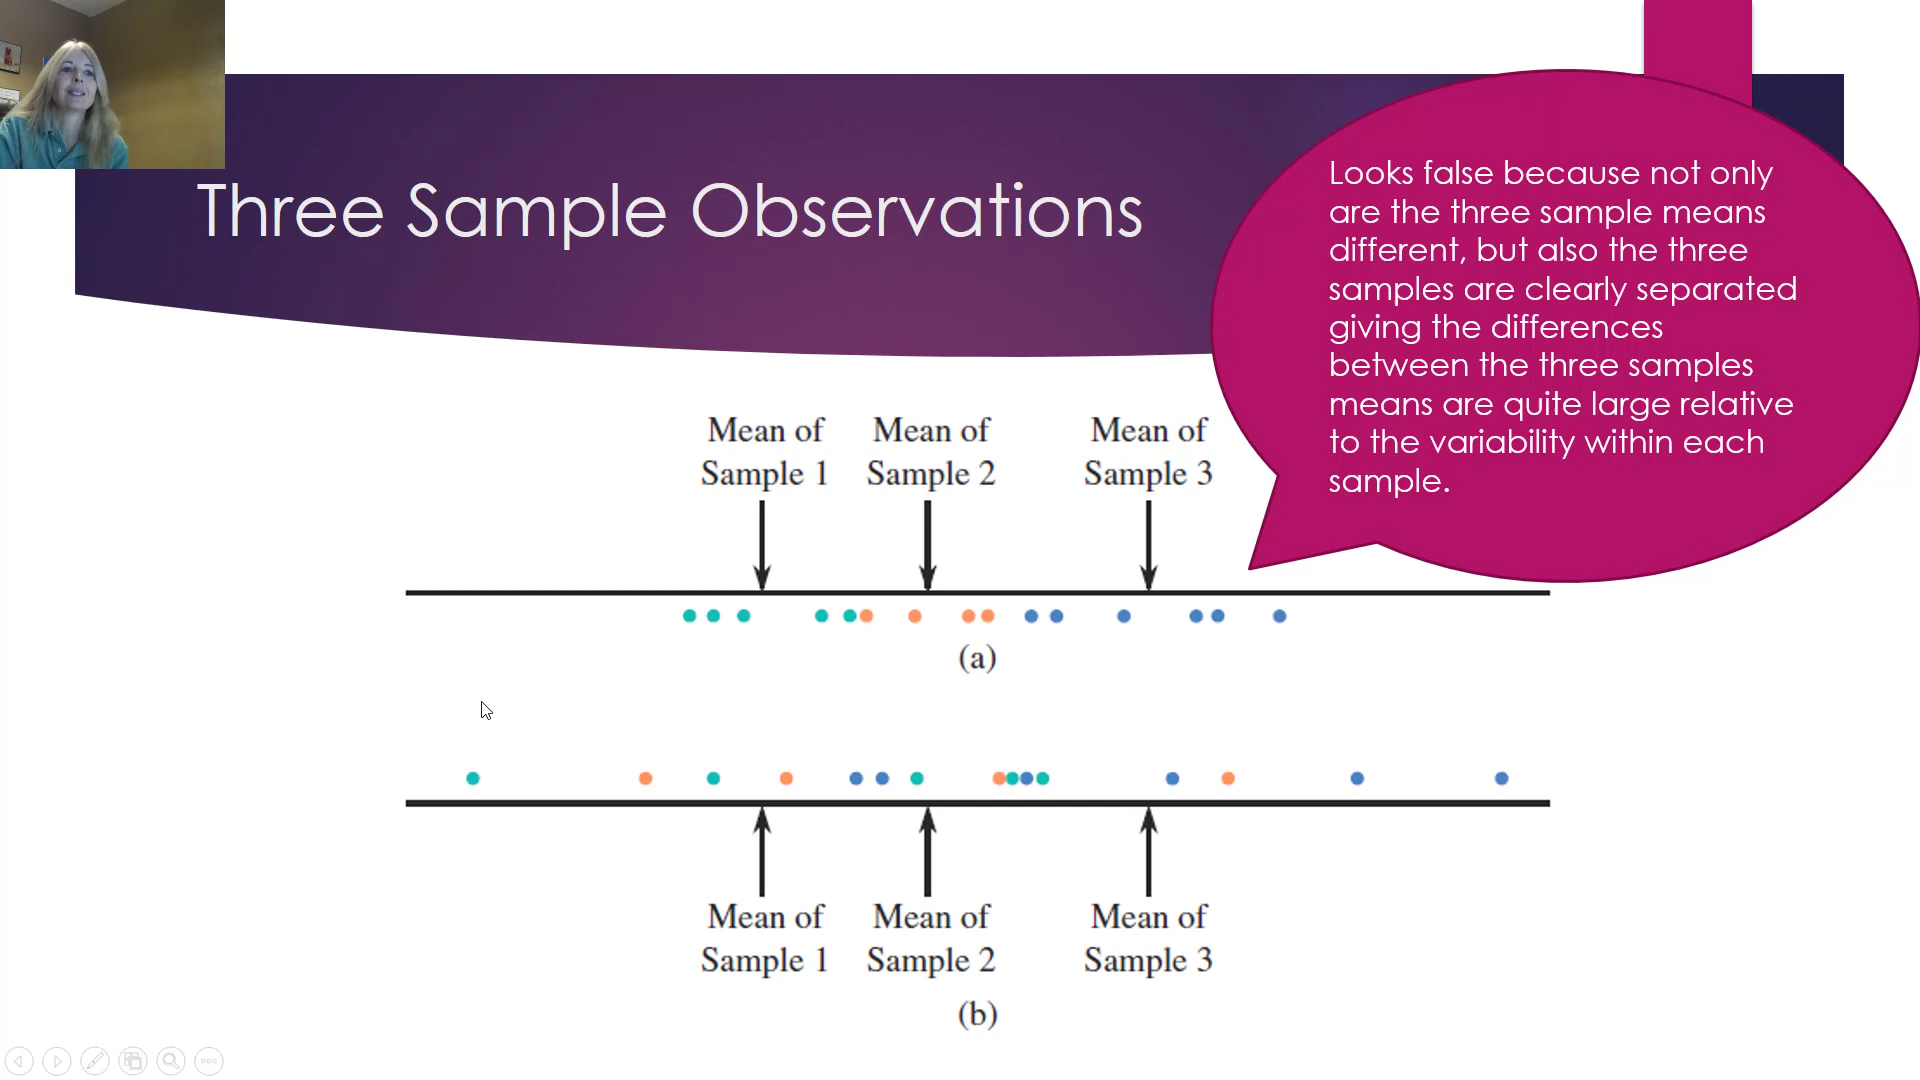 Three Sample Observations
Looks false because not only
are the three sample means
different, but also the three
samples are clearly separated
giving the differences
between the three samples
means are quite large relative
to the variability within each
sample.
Mean of Mean of Mean of
Sample 1 Sample 2 Sample 3
(a)
Mean of Mean of Mean of
Sample 1 Sample 2 Sample 3
(b)